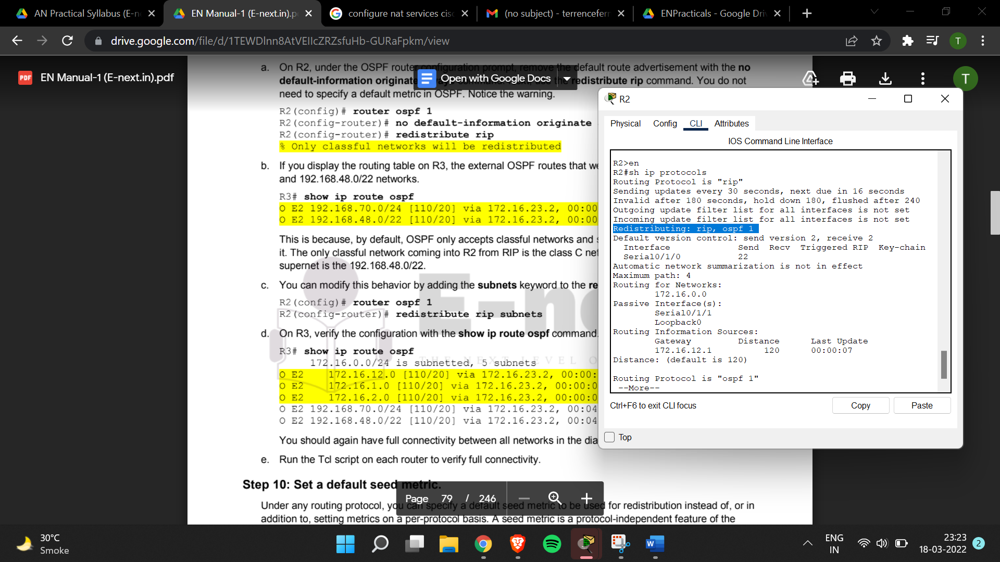 AN Practical Syllabus (E-n
EN Manual-1 (E-next.in).p
configure nat services cisc
(no subject) - terrencefern
ENPracticals - Google Driv
drive.google.com/file/d/1TEWDlnn8AtVEIIcZRZsfuHb-GURaFpkm/view
T
PDF
EN Manual-1 (E-next.in).pdf
Open with Google Docs
T
a. On R2, under the OSPF router configuration prompt, remove the default route advertisement with the no
default-information originate always command. Next, use the redistribute rip command. You do not
need to specify a default metric in OSPF. Notice the warning.
R2(config)# router ospf 1
R2(config-router)# no default-information originate
R2(config-router)# redistribute rip
% Only classful networks will be redistributed
b. If you display the routing table on R3, the external OSPF routes that we
and 192.168.48.0/22 networks.
R3# show ip route ospf
O E2 192.168.70.0/24 [110/20] via 172.16.23.2, 00:00
O E2 192.168.48.0/22 [110/20] via 172.16.23.2, 00:00
This is because, by default, OSPF only accepts classful networks and s
it. The only classful network coming into R2 from RIP is the class C net
supernet is the 192.168.48.0/22.
c. You can modify this behavior by adding the subnets keyword to the re
R2(config)# router ospf 1
R2(config-router)# redistribute rip subnets
d. On R3, verify the configuration with the show ip route ospf command.
R3# show ip route ospf
172.16.0.0/24 is subnetted, 5 subnets
O E2 172.16.12.0 [110/20] via 172.16.23.2, 00:00:
O E2 172.16.1.0 [110/20] via 172.16.23.2, 00:00:0
O E2 172.16.2.0 [110/20] via 172.16.23.2, 00:00:0
O E2 192.168.70.0/24 [110/20] via 172.16.23.2, 00:04
O E2 192.168.48.0/22 [110/20] via 172.16.23.2, 00:04
You should again have full connectivity between all networks in the dia
e. Run the Tcl script on each router to verify full connectivity.
Step 10: Set a default seed metric.
Under any routing protocol, you can specify a default seed metric to be used for redistribution instead of, or in
addition to, setting metrics on a per-protocol basis. A seed metric is a protocol-independent feature of the
E-ne
THE NEXT LEVEL O
Page 79 / 246
R2
Physical Config CLI Attributes
IOS Command Line Interface
R2>en
R2#sh ip protocols
Routing Protocol is "rip"
Sending updates every 30 seconds, next due in 16 seconds
Invalid after 180 seconds, hold down 180, flushed after 240
Outgoing update filter list for all interfaces is not set
Incoming update filter list for all interfaces is not set
Redistributing: rip, ospf 1
Default version control: send version 2, receive 2
Interface Send Recv Triggered RIP Key-chain
Serial0/1/0 22
Automatic network summarization is not in effect
Maximum path: 4
Routing for Networks:
172.16.0.0
Passive Interface(s):
Serial0/1/1
Loopback0
Routing Information Sources:
Gateway Distance Last Update
172.16.12.1 120 00:00:07
Distance: (default is 120)
Routing Protocol is "ospf 1"
--More--
Ctrl+F6 to exit CLI focus
Copy
Paste
Top
30°C
Smoke
W
ENG
IN
23:23
18-03-2022
2